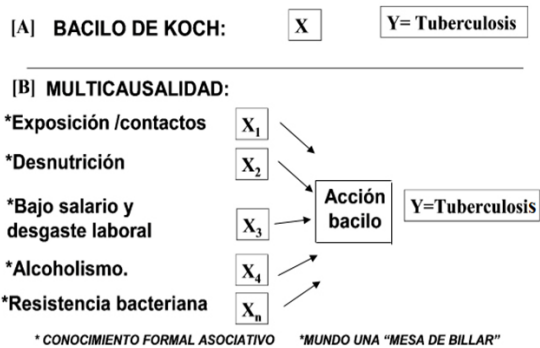 [A] BACILO DE KOCH: X Y= Tuberculosis
[B] MULTICAUSALIDAD:
*Exposición /contactos X1
*Desnutrición X2
*Bajo salario y
desgaste laboral X3
Acción
bacilo
Y=Tuberculosis
*Alcoholismo. X4
*Resistencia bacteriana Xn
* CONOCIMIENTO FORMAL ASOCIATIVO *MUNDO UNA “MESA DE BILLAR”